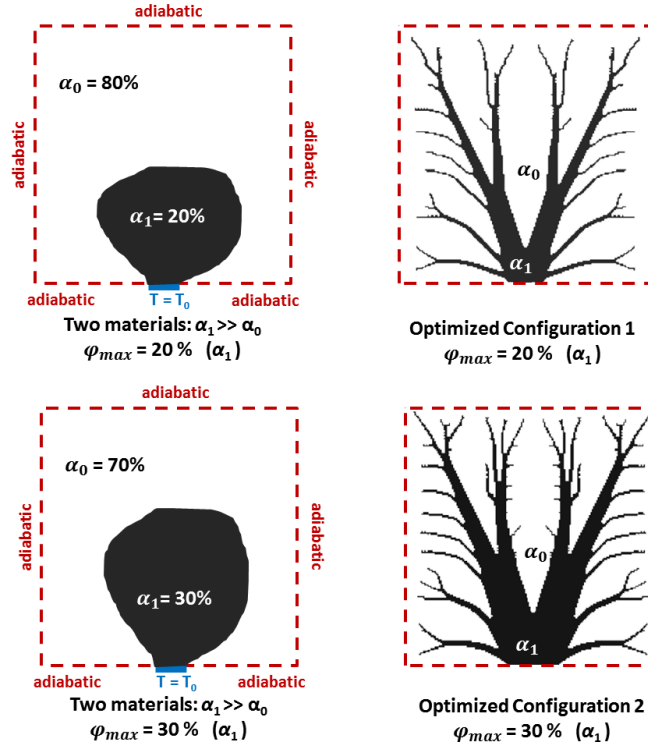 adiabatic
α₀ = 80%
adiabatic
adiabatic
α₁ = 20%
adiabatic
adiabatic
T = T₀
Two materials: α₁ >> α₀
φₘₐₓ = 20 % (α₁)
α₀
α₁
Optimized Configuration 1
φₘₐₓ = 20 % (α₁)
adiabatic
α₀ = 70%
adiabatic
adiabatic
α₁ = 30%
adiabatic
adiabatic
T = T₀
Two materials: α₁ >> α₀
φₘₐₓ = 30 % (α₁)
α₀
α₁
Optimized Configuration 2
φₘₐₓ = 30 % (α₁)